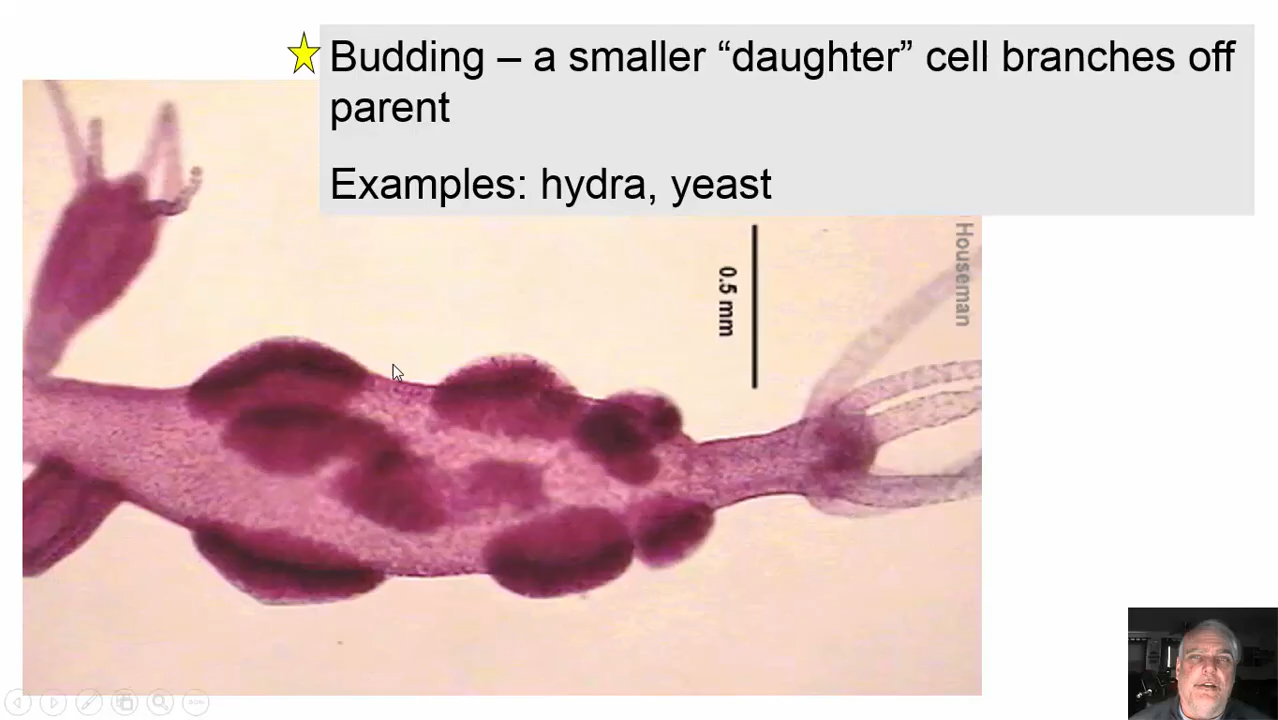 Budding – a smaller “daughter” cell branches off
parent
Examples: hydra, yeast
0.5 mm
Houseman